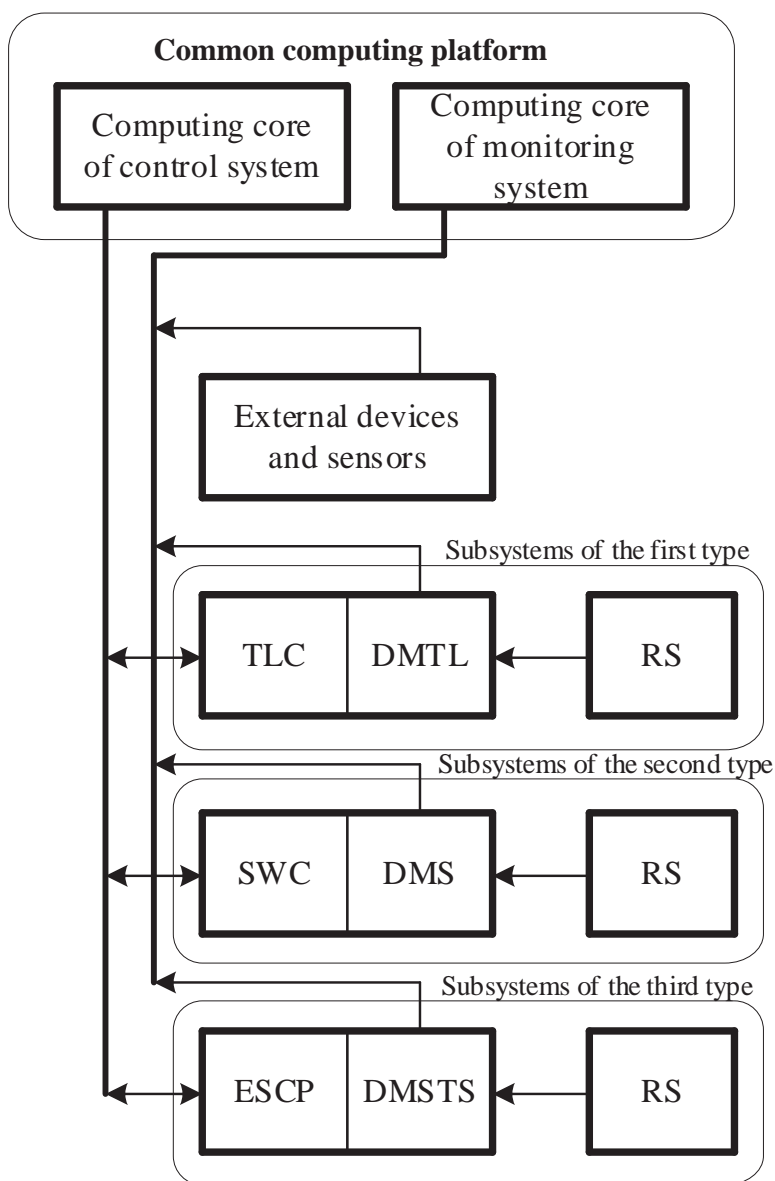 Common computing platform
Computing core
of control system
Computing core
of monitoring
system
External devices
and sensors
Subsystems of the first type
TLC
DMTL
RS
Subsystems of the second type
SWC
DMS
RS
Subsystems of the third type
ESCP
DMSTS
RS